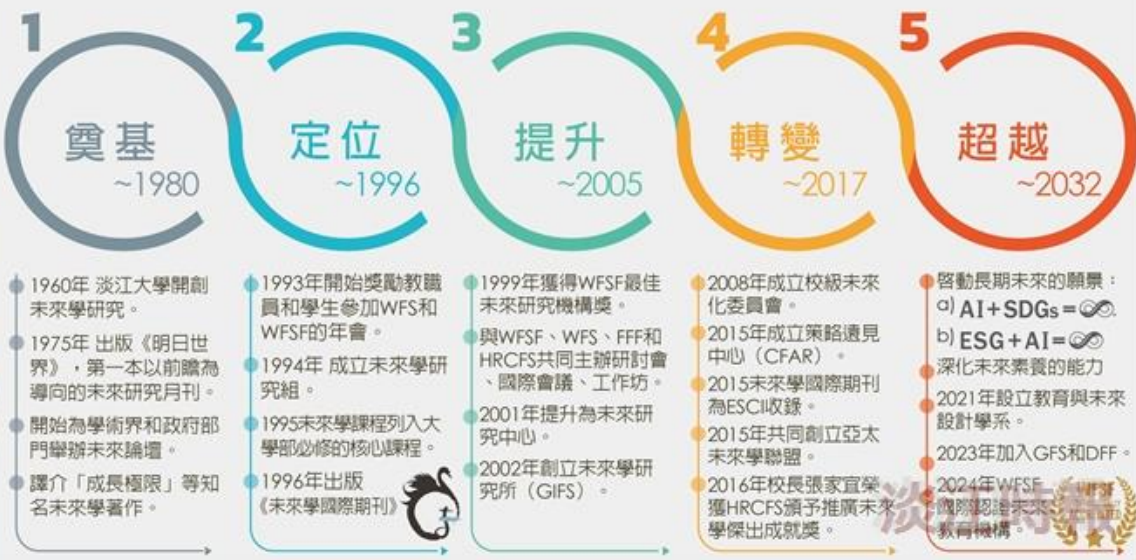 1
奠基
~1980
1960年 淡江大學開創
未來學研究。
1975年 出版《明日世
界》，第一本以前瞻為
導向的未來研究月刊。
開始為學術界和政府部
門舉辦未來論壇。
譯介「成長極限」等知
名未來學著作。
2
定位
~1996
1993年開始獎勵教職
員和學生參加WFS和
WFSF的年會。
1994年 成立未來學研
究組。
1995未來學課程列入大
學部必修的核心課程。
1996年出版
《未來學國際期刊》
3
提升
~2005
1999年獲得WFSF最佳
未來研究機構獎。
與WFSF、WFS、FFF和
HRCFS共同主辦研討會
、國際會議、工作坊。
2001年提升為未來研
究中心。
2002年創立未來學研
究所（GIFS）。
4
轉變
~2017
2008年成立校級未來
化委員會。
2015年成立策略遠見
中心（CFAR）。
2015未來學國際期刊
為ESCI收錄。
2015年共同創立亞太
未來學聯盟。
2016年校長張家宜榮
獲HRCFS頒予推廣未來
學傑出成就獎。
5
超越
~2032
啓動長期未來的願景：
a) AI+SDGs=∞
b) ESG+AI=∞
深化未來素養的能力
2021年設立教育與未來
設計學系。
2023年加入GFS和DFF。
2024年WFSF
國際認證未來
教育機構。
淡江時報